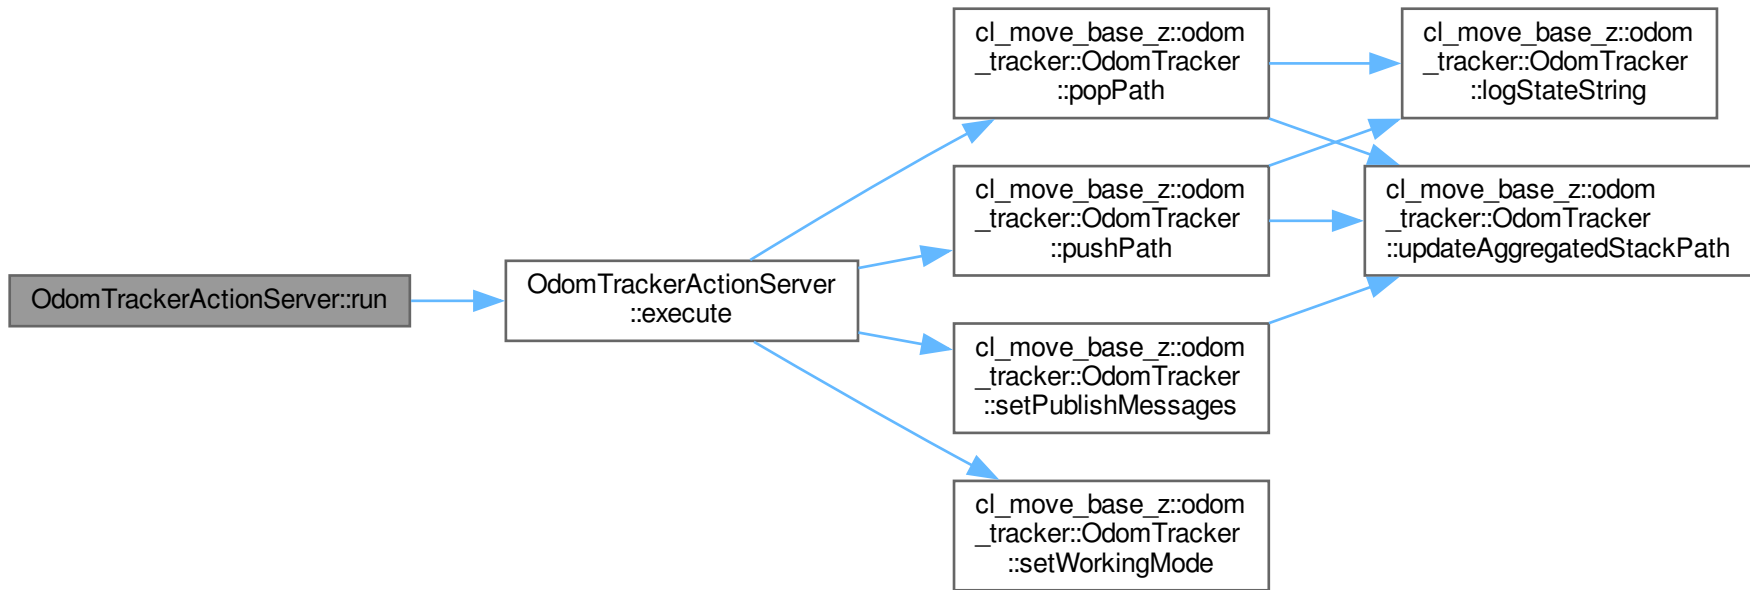 OdomTrackerActionServer::run
OdomTrackerActionServer
::execute
cl_move_base_z::odom
_tracker::OdomTracker
::popPath
cl_move_base_z::odom
_tracker::OdomTracker
::pushPath
cl_move_base_z::odom
_tracker::OdomTracker
::setPublishMessages
cl_move_base_z::odom
_tracker::OdomTracker
::setWorkingMode
cl_move_base_z::odom
_tracker::OdomTracker
::logStateString
cl_move_base_z::odom
_tracker::OdomTracker
::updateAggregatedStackPath